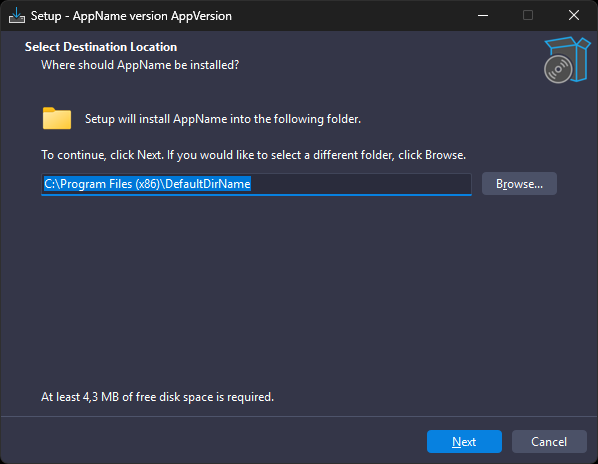 Setup - AppName version AppVersion
Select Destination Location
Where should AppName be installed?
Setup will install AppName into the following folder.
To continue, click Next. If you would like to select a different folder, click Browse.
C:\Program Files (x86)\DefaultDirName
Browse...
At least 4,3 MB of free disk space is required.
Next
Cancel